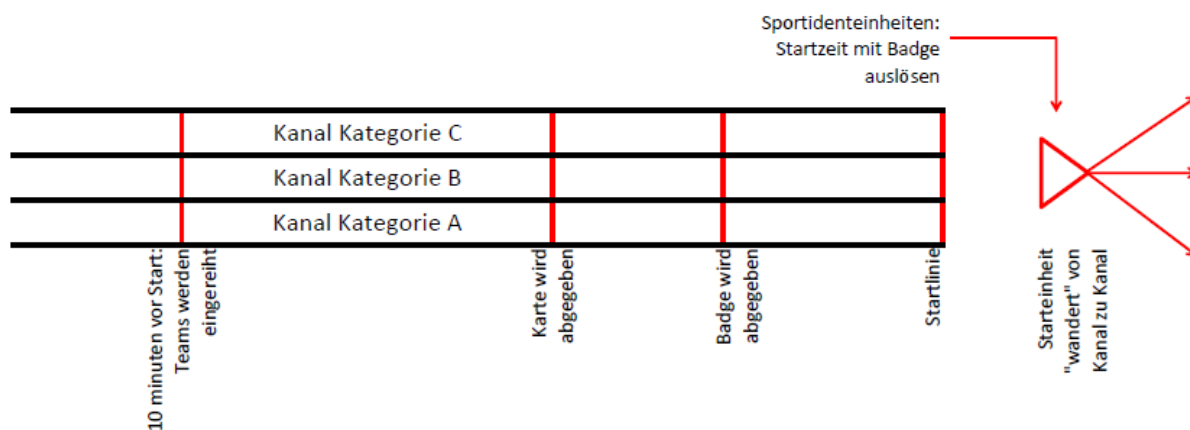 Sportidenteinheiten:
Startzeit mit Badge
auslösen
Kanal Kategorie C
Kanal Kategorie B
Kanal Kategorie A
10 minuten vor Start:
Teams werden
eingereiht
Karte wird
abgegeben
Badge wird
abgegeben
Startlinie
Starteinheit
"wandert" von
Kanal zu Kanal